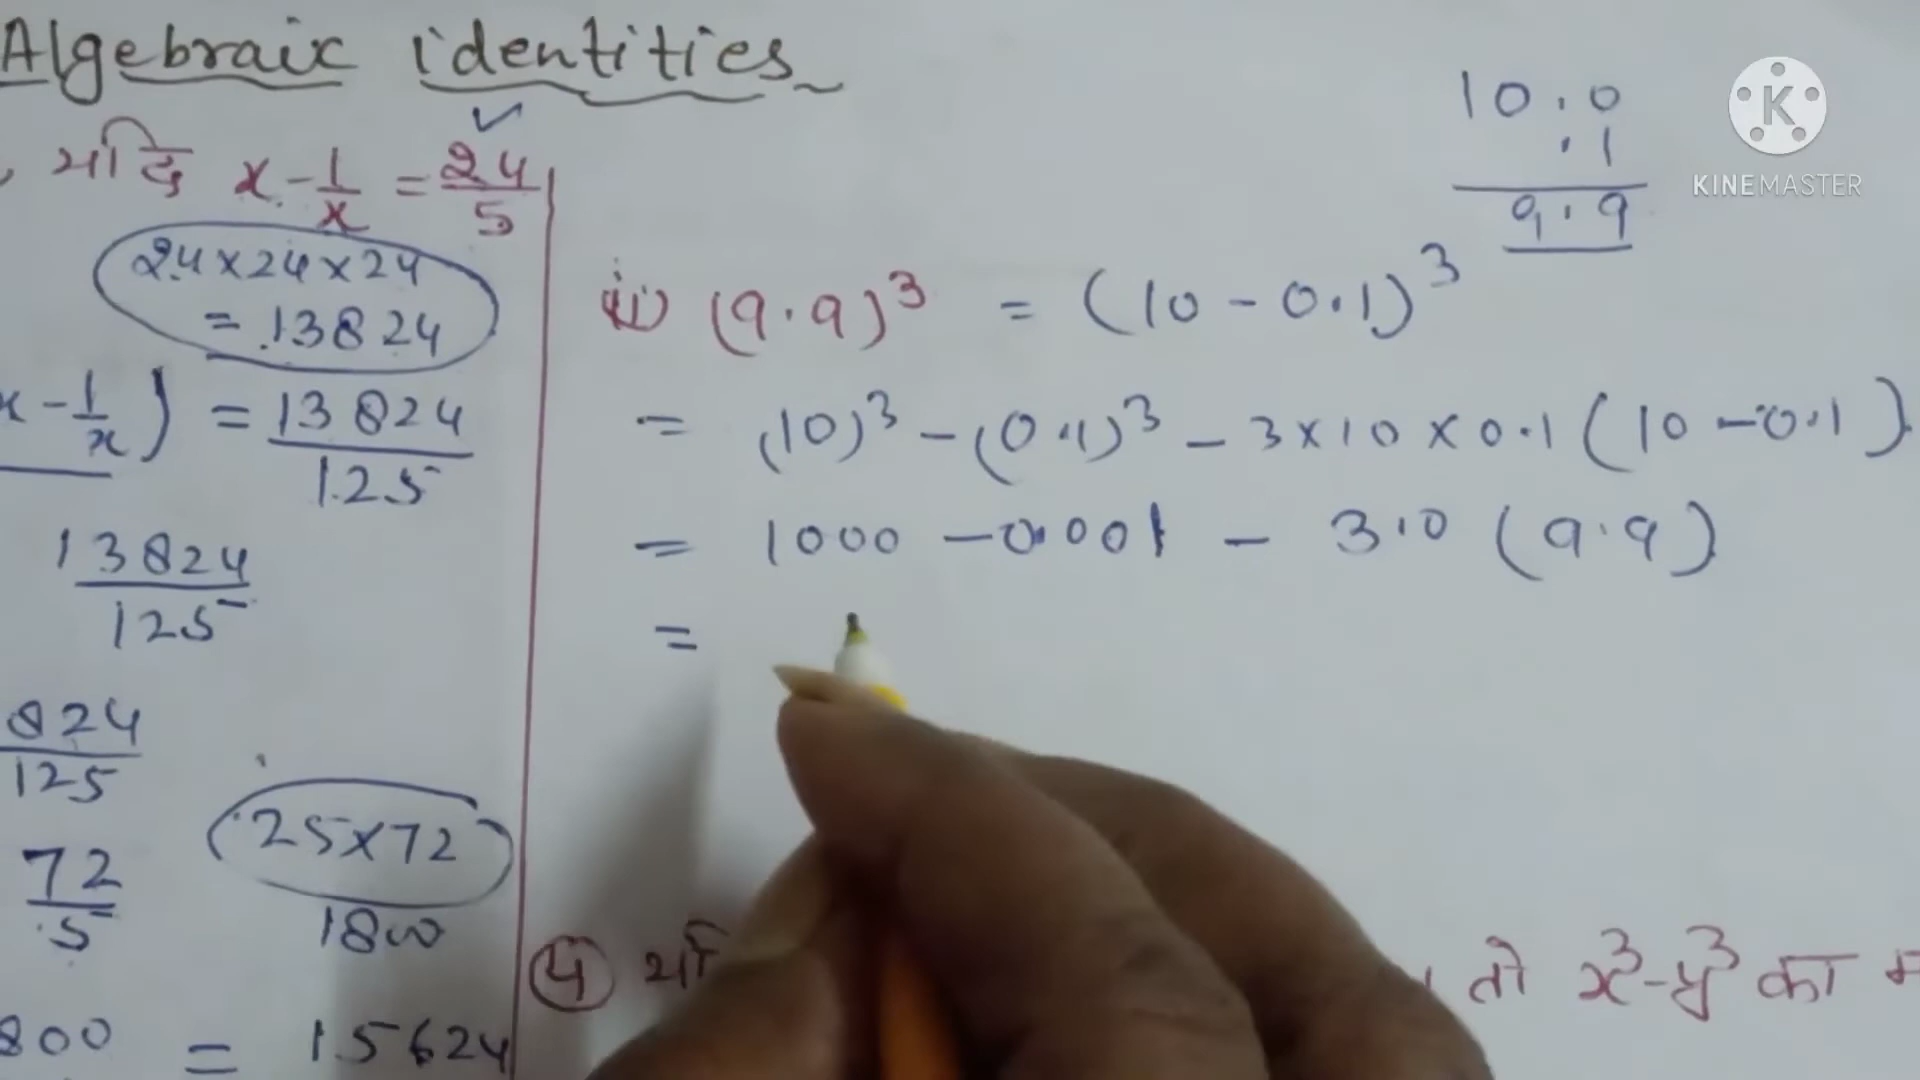 Algebraic identities
यदि x - 1/x = 24/5
24x24x24
= 13824
x - 1/x) = 13824/125
13824/125
824/125
72/5
25x72
1800
800 = 15624
10.0
.1
9.9
K
KINEMASTER
ii) (9.9)³ = (10 - 0.1)³
= (10)³ - (0.1)³ - 3x10x0.1(10-0.1)
= 1000 - 0.001 - 3.0 (9.9)
=
तो x³-y³ का